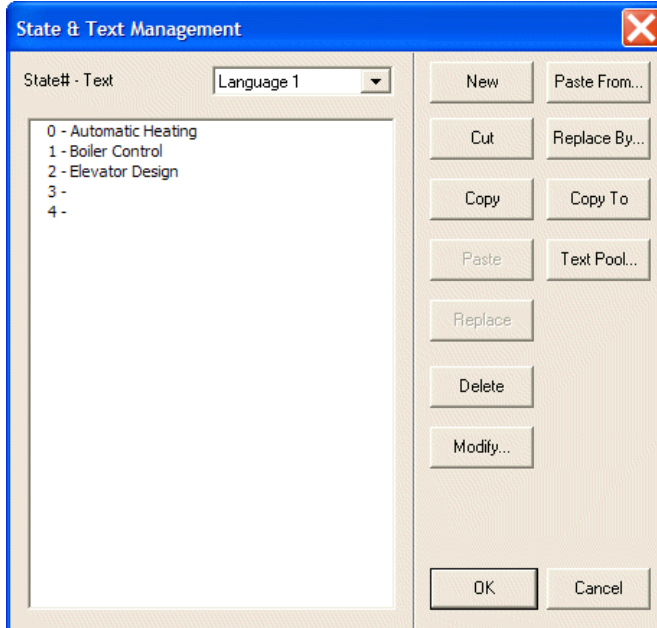 State & Text Management
State# - Text
Language 1
0 - Automatic Heating
1 - Boiler Control
2 - Elevator Design
3 -
4 -
New
Paste From...
Cut
Replace By...
Copy
Copy To
Paste
Text Pool...
Replace
Delete
Modify...
OK
Cancel